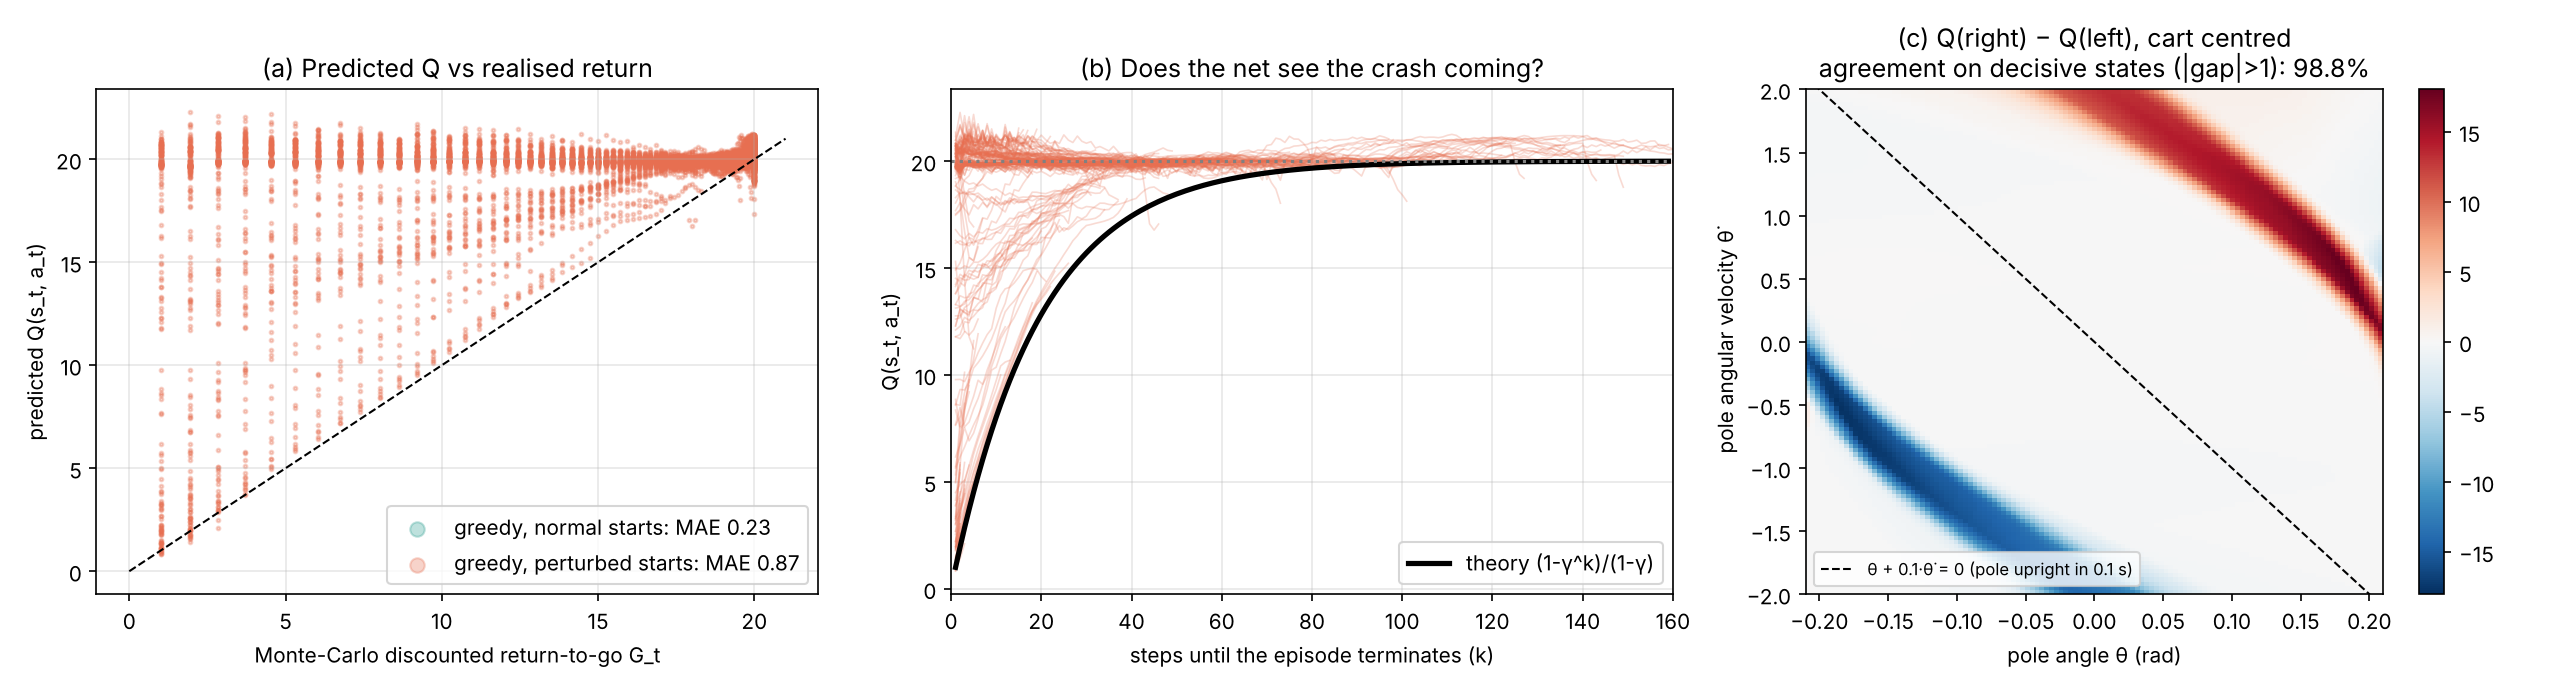 (a) Predicted Q vs realised return
predicted Q(s_t, a_t)
20
15
10
5
0
0 5 10 15 20
Monte-Carlo discounted return-to-go G_t
greedy, normal starts: MAE 0.23
greedy, perturbed starts: MAE 0.87
(b) Does the net see the crash coming?
Q(s_t, a_t)
20
15
10
5
0
0 20 40 60 80 100 120 140 160
steps until the episode terminates (k)
theory (1-γ^k)/(1-γ)
(c) Q(right) − Q(left), cart centred
agreement on decisive states (|gap|>1): 98.8%
pole angular velocity θ˙
2.0
1.5
1.0
0.5
0.0
−0.5
−1.0
−1.5
−2.0
−0.20 −0.15 −0.10 −0.05 0.00 0.05 0.10 0.15 0.20
pole angle θ (rad)
θ + 0.1·θ˙ = 0 (pole upright in 0.1 s)
15
10
5
0
−5
−10
−15